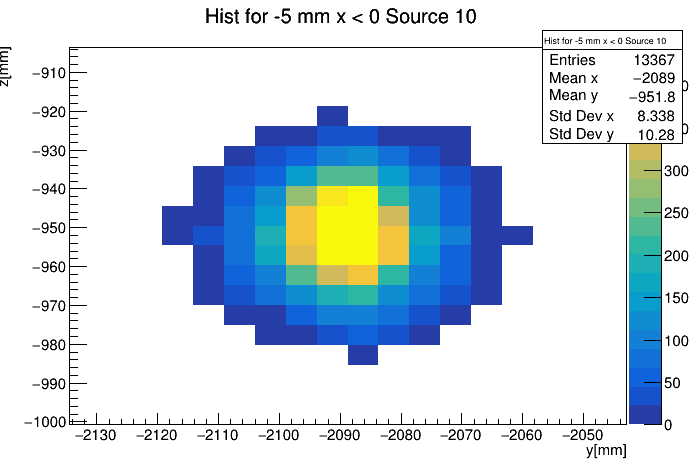 Hist for -5 mm x < 0 Source 10
Hist for -5 mm x < 0 Source 10
Entries 13367
Mean x −2089
Mean y −951.8
Std Dev x 8.338
Std Dev y 10.28
z[mm]
−910
−920
−930
−940
−950
−960
−970
−980
−990
−1000
−2130 −2120 −2110 −2100 −2090 −2080 −2070 −2060 −2050
y[mm]
300
250
200
150
100
50
0